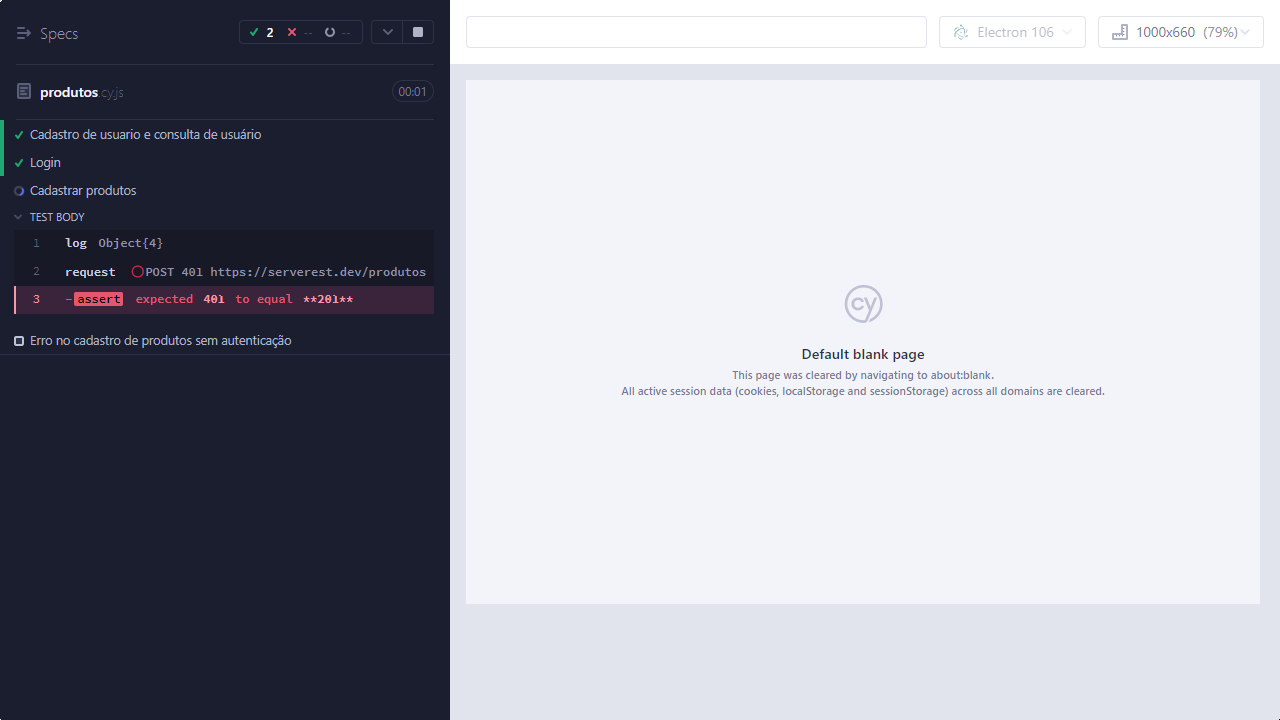 Specs
2
--
--
produtos.cy.js
00:01
Cadastro de usuario e consulta de usuário
Login
Cadastrar produtos
TEST BODY
1 log Object{4}
2 request POST 401 https://serverest.dev/produtos
3 -assert expected 401 to equal **201**
Erro no cadastro de produtos sem autenticação
Electron 106
1000x660 (79%)
cy
Default blank page
This page was cleared by navigating to about:blank.
All active session data (cookies, localStorage and sessionStorage) across all domains are cleared.